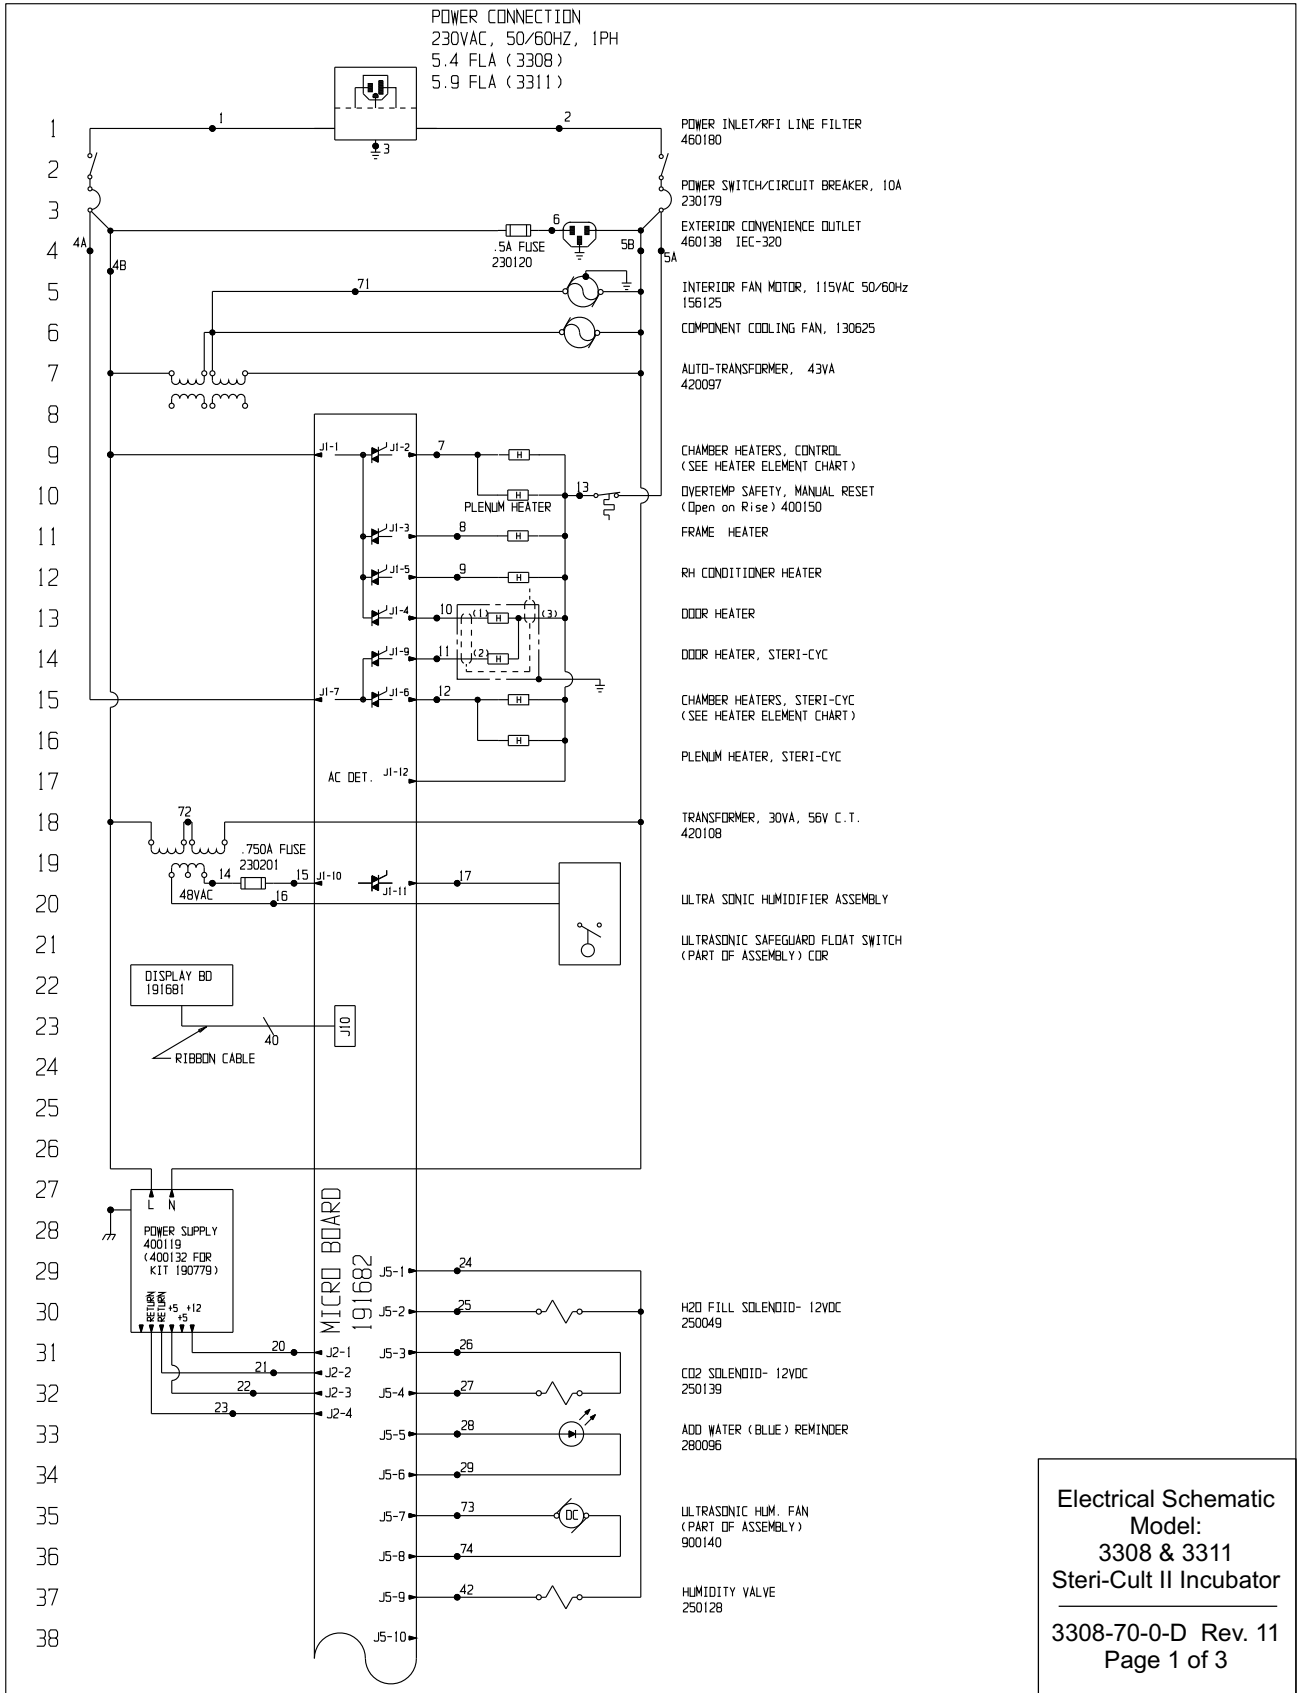 POWER CONNECTION
230VAC, 50/60HZ, 1PH
5.4 FLA (3308)
5.9 FLA (3311)
1
1
2
POWER INLET/RFI LINE FILTER
460180
3
2
POWER SWITCH/CIRCUIT BREAKER, 10A
230179
3
6
EXTERIOR CONVENIENCE OUTLET
460138 IEC-320
4
4A
.5A FUSE
230120
5B
5A
4B
5
71
INTERIOR FAN MOTOR, 115VAC 50/60Hz
156125
6
COMPONENT COOLING FAN, 130625
7
AUTO-TRANSFORMER, 43VA
420097
8
9
J1-1
J1-2
7
H
CHAMBER HEATERS, CONTROL
(SEE HEATER ELEMENT CHART)
10
H
PLENUM HEATER
13
OVERTEMP SAFETY, MANUAL RESET
(Open on Rise) 400150
11
J1-3
8
H
FRAME HEATER
12
J1-5
9
H
RH CONDITIONER HEATER
13
J1-4
10
(1)
H
(3)
DOOR HEATER
14
J1-9
11
(2)
H
DOOR HEATER, STERI-CYC
15
J1-7
J1-6
12
H
CHAMBER HEATERS, STERI-CYC
(SEE HEATER ELEMENT CHART)
16
H
PLENUM HEATER, STERI-CYC
17
AC DET.
J1-12
18
72
TRANSFORMER, 30VA, 56V C.T.
420108
19
.750A FUSE
230201
14
15
J1-10
J1-11
17
48VAC
16
20
ULTRA SONIC HUMIDIFIER ASSEMBLY
21
ULTRASONIC SAFEGUARD FLOAT SWITCH
(PART OF ASSEMBLY) COR
22
DISPLAY BD
191681
23
J10
40
RIBBON CABLE
24
25
26
27
L N
28
POWER SUPPLY
400119
(400132 FOR
KIT 190779)
MICRO BOARD
191682
29
J5-1
24
30
RETURN
RETURN
+5
+5
+12
J5-2
25
H2O FILL SOLENOID- 12VDC
250049
31
20
J2-1
J5-3
26
21
J2-2
CO2 SOLENOID- 12VDC
250139
32
22
J2-3
J5-4
27
23
J2-4
33
J5-5
28
ADD WATER (BLUE) REMINDER
280096
34
J5-6
29
35
J5-7
73
DC
ULTRASONIC HUM. FAN
(PART OF ASSEMBLY)
900140
36
J5-8
74
37
J5-9
42
HUMIDITY VALVE
250128
38
J5-10
Electrical Schematic
Model:
3308 & 3311
Steri-Cult II Incubator
3308-70-0-D Rev. 11
Page 1 of 3